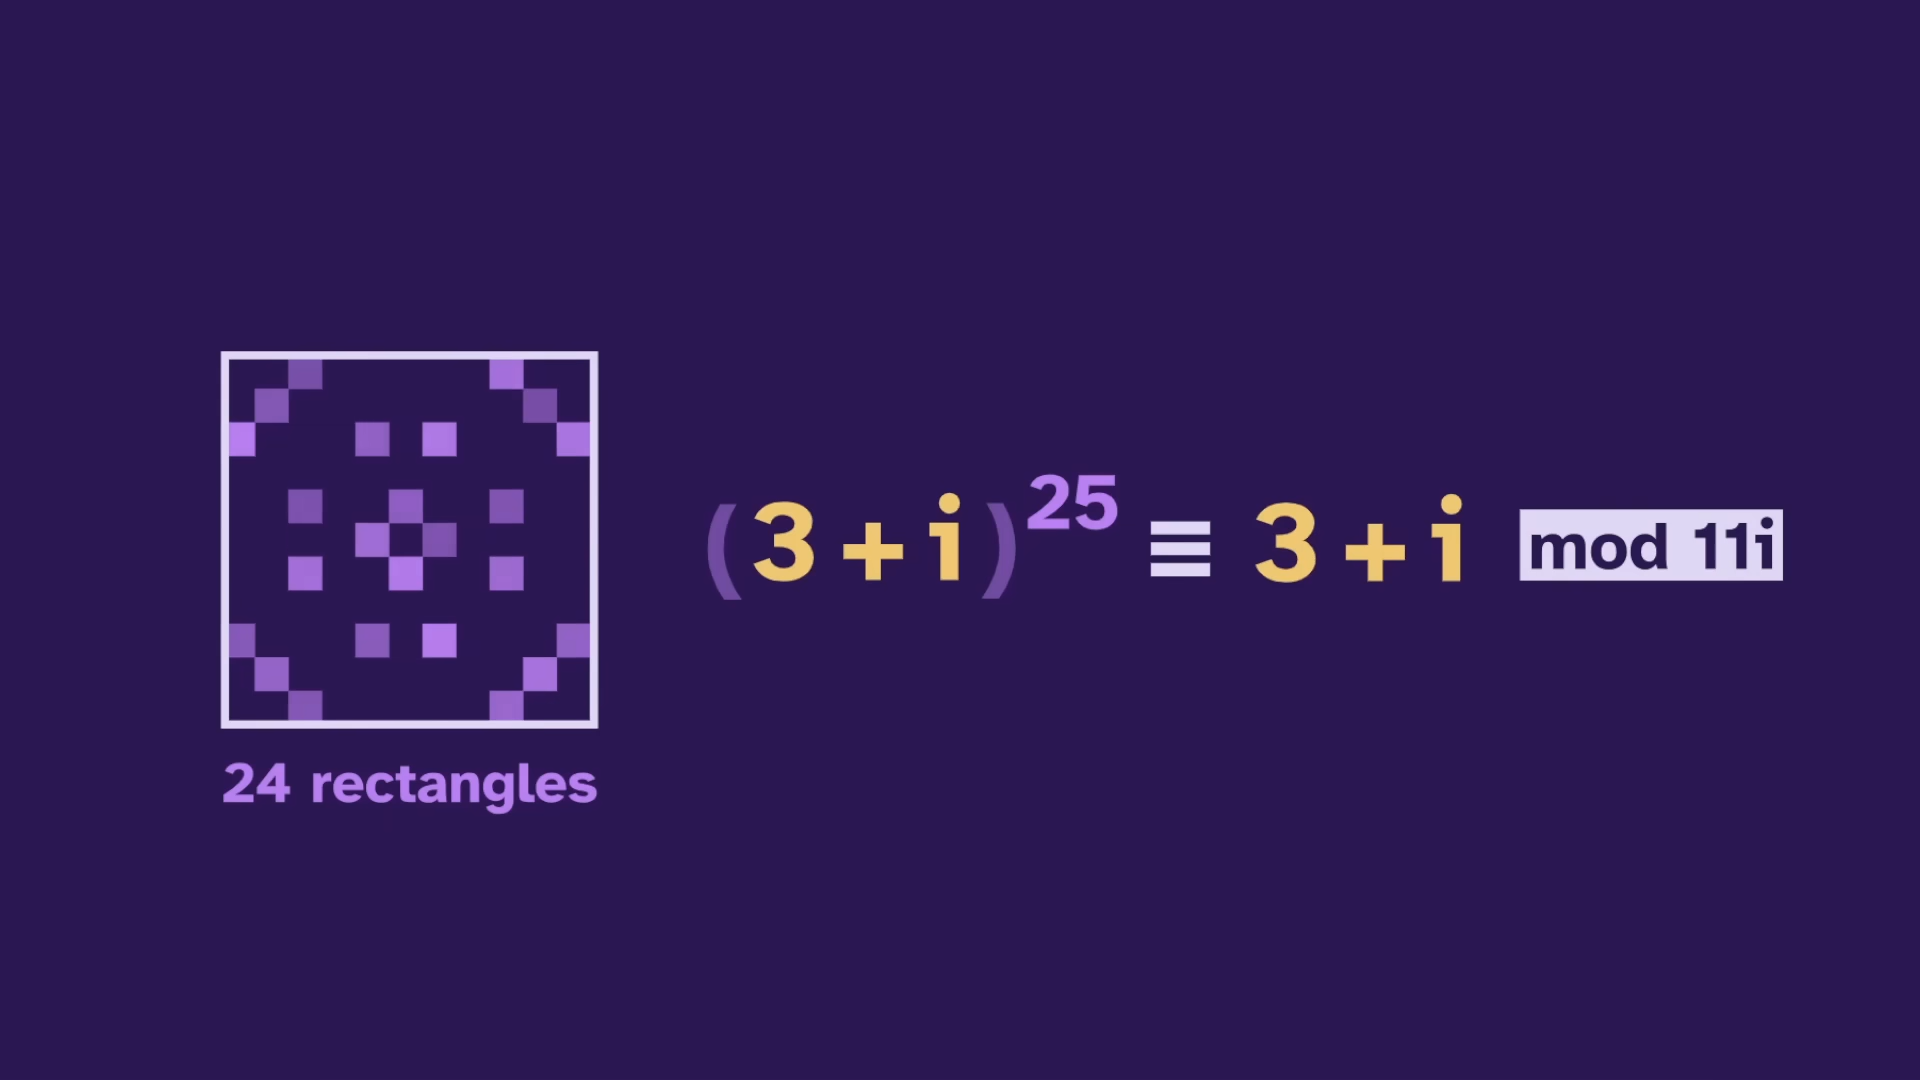 (3+i)²⁵ ≡ 3+i mod 11i
24 rectangles